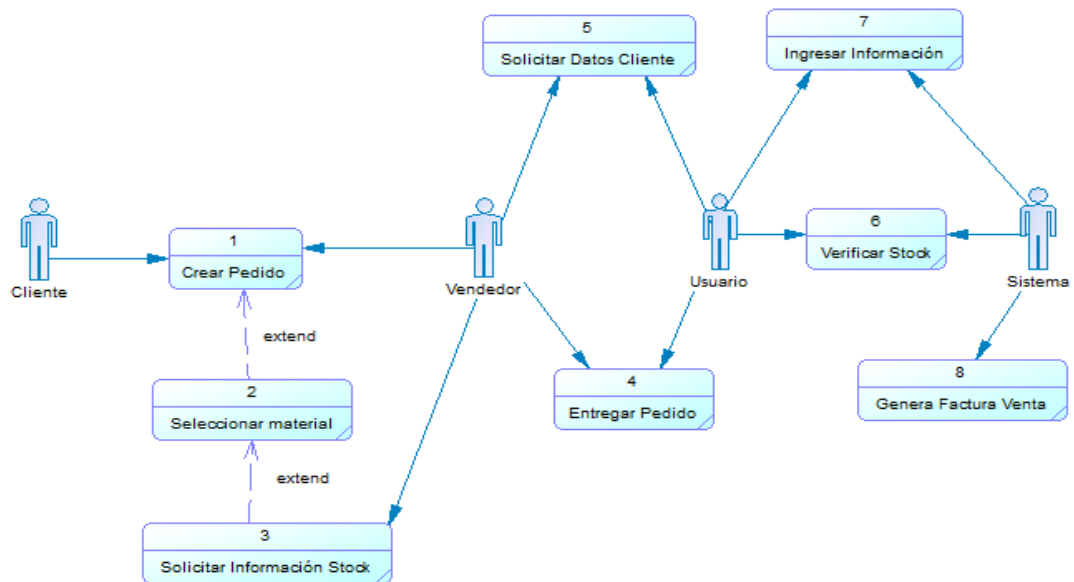 5
Solicitar Datos Cliente
7
Ingresar Información
1
Crear Pedido
6
Verificar Stock
Cliente
Vendedor
Usuario
Sistema
extend
2
Seleccionar material
4
Entregar Pedido
8
Genera Factura Venta
extend
3
Solicitar Información Stock